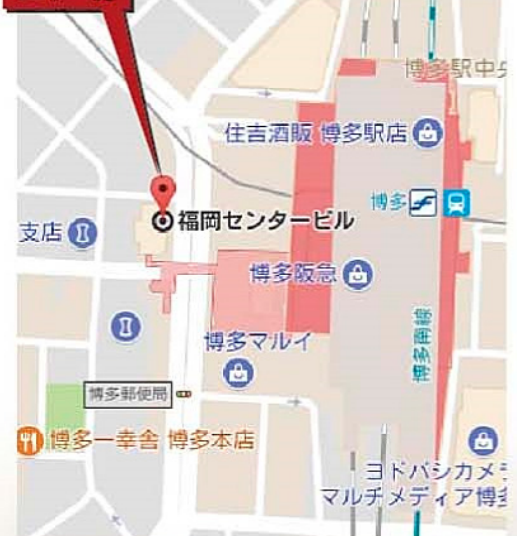 博多駅中央
住吉酒販 博多駅店
博多
福岡センタービル
支店
博多阪急
博多南線
博多マルイ
博多郵便局
博多一幸舎 博多本店
ヨドバシカメラ
マルチメディア博多